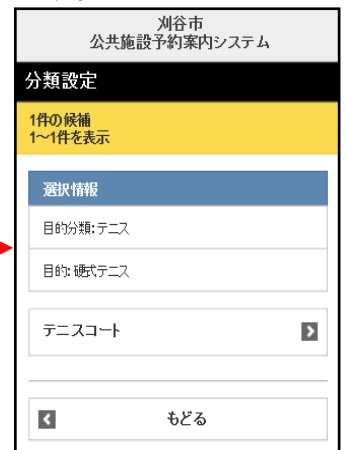 刈谷市
公共施設予約案内システム
分類設定
1件の候補
1~1件を表示
選択情報
目的分類:テニス
目的:硬式テニス
テニスコート
もどる